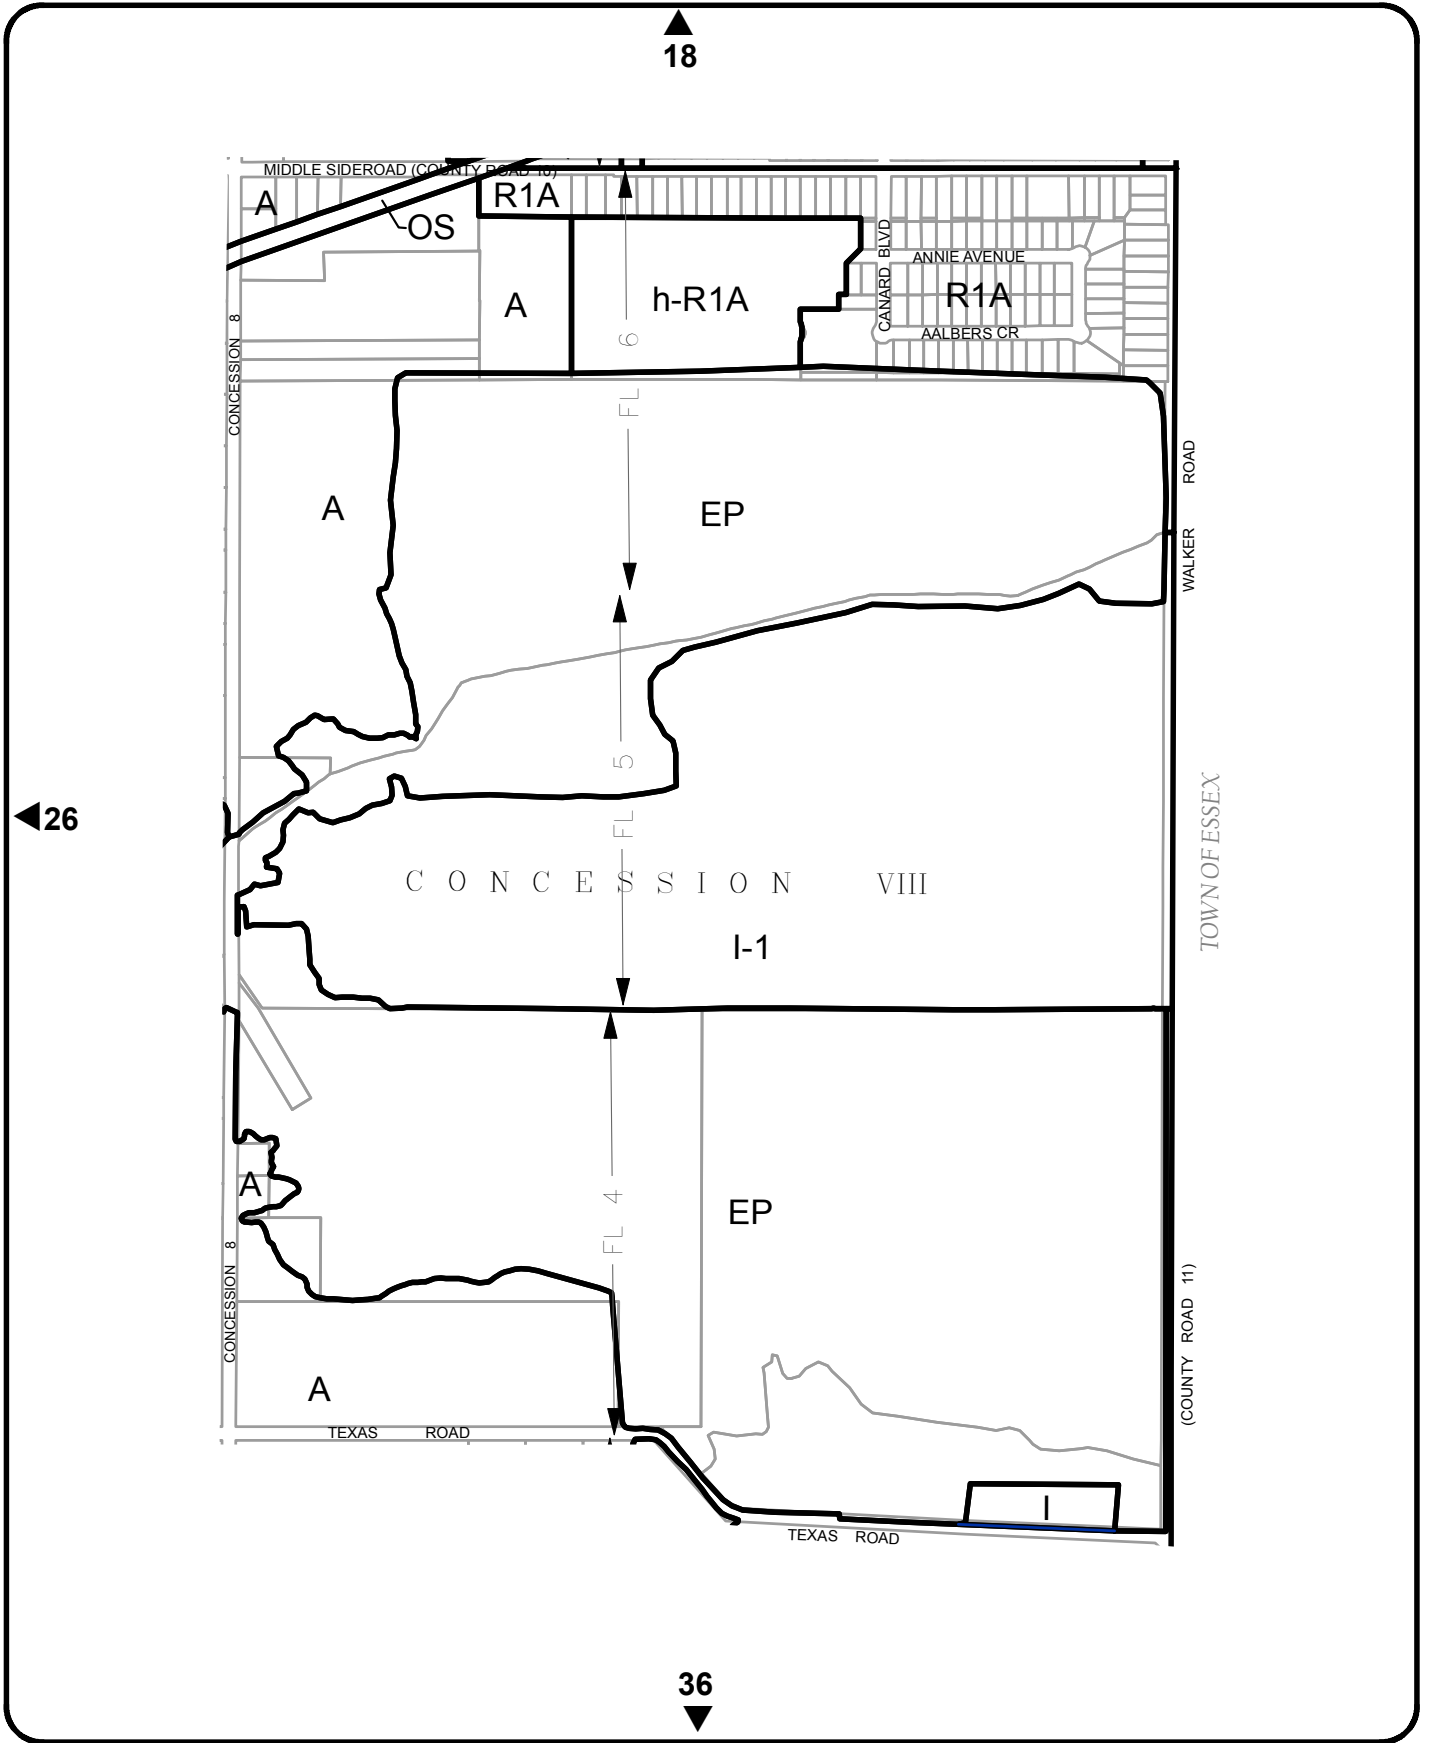 18
MIDDLE SIDEROAD (COUNTY ROAD 10)
A
R1A
OS
CANARD BLVD
ANNIE AVENUE
A
h-R1A
R1A
AALBERS CR
CONCESSION 8
FL 6
A
EP
WALKER ROAD
FL 5
26
TOWN OF ESSEX
CONCESSION VIII
I-1
A
FL 4
EP
CONCESSION 8
(COUNTY ROAD 11)
A
TEXAS ROAD
I
TEXAS ROAD
36